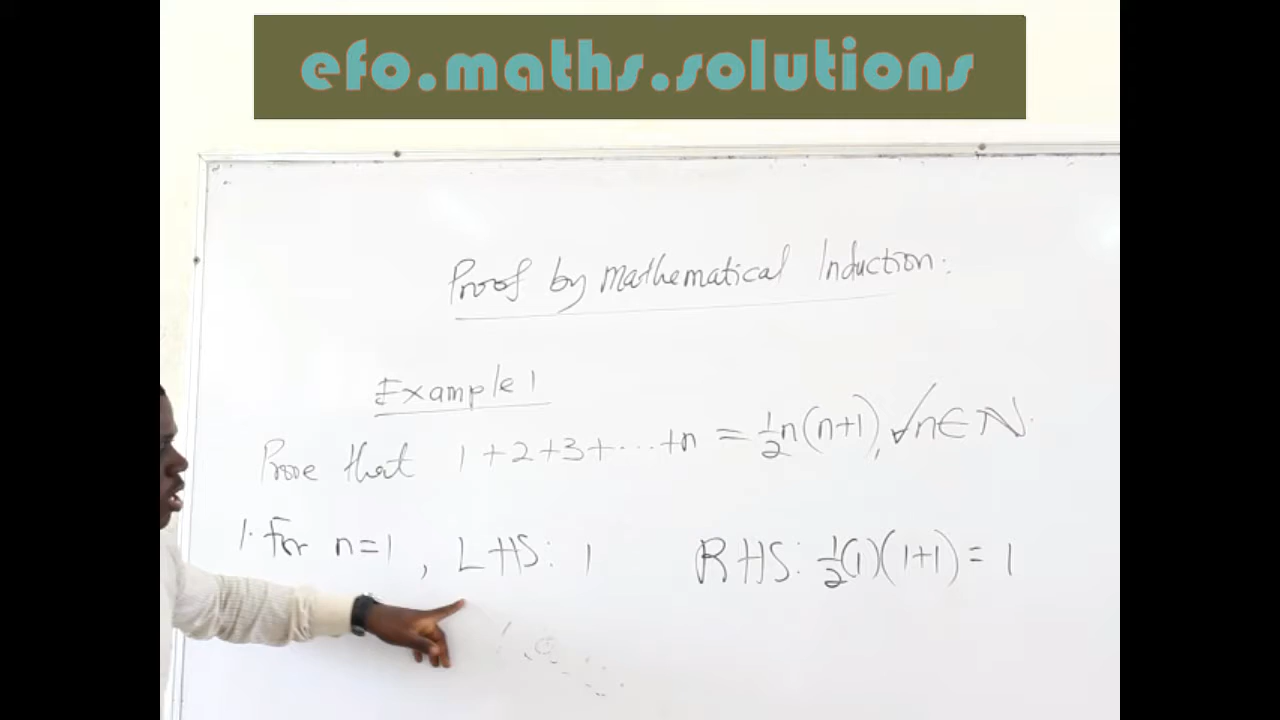 efo.maths.solutions
Proof by Mathematical Induction.
Example 1
Prove that 1+2+3+...+n = ½n(n+1), ∀n∈ℕ.
1. For n=1, LHS: 1 RHS: ½(1)(1+1) = 1